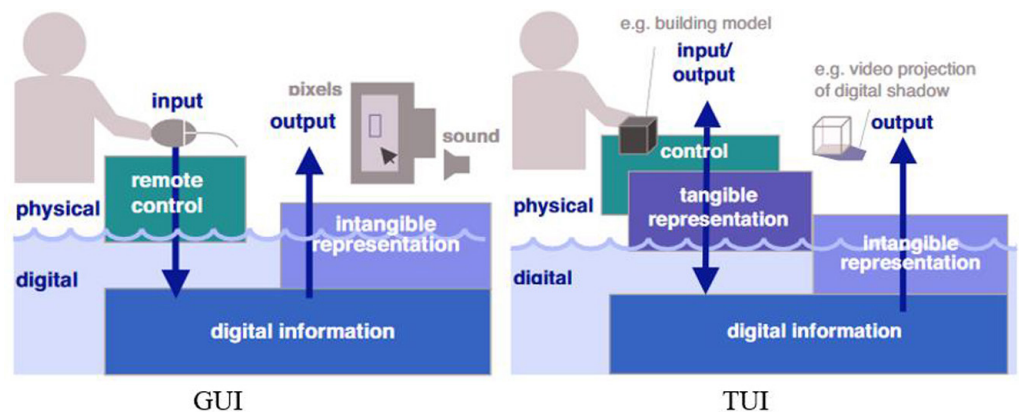 input
pixels
output
sound
remote
control
physical
intangible
representation
digital
digital information
GUI
e.g. building model
input/
output
e.g. video projection
of digital shadow
output
control
tangible
representation
physical
intangible
representation
digital
digital information
TUI